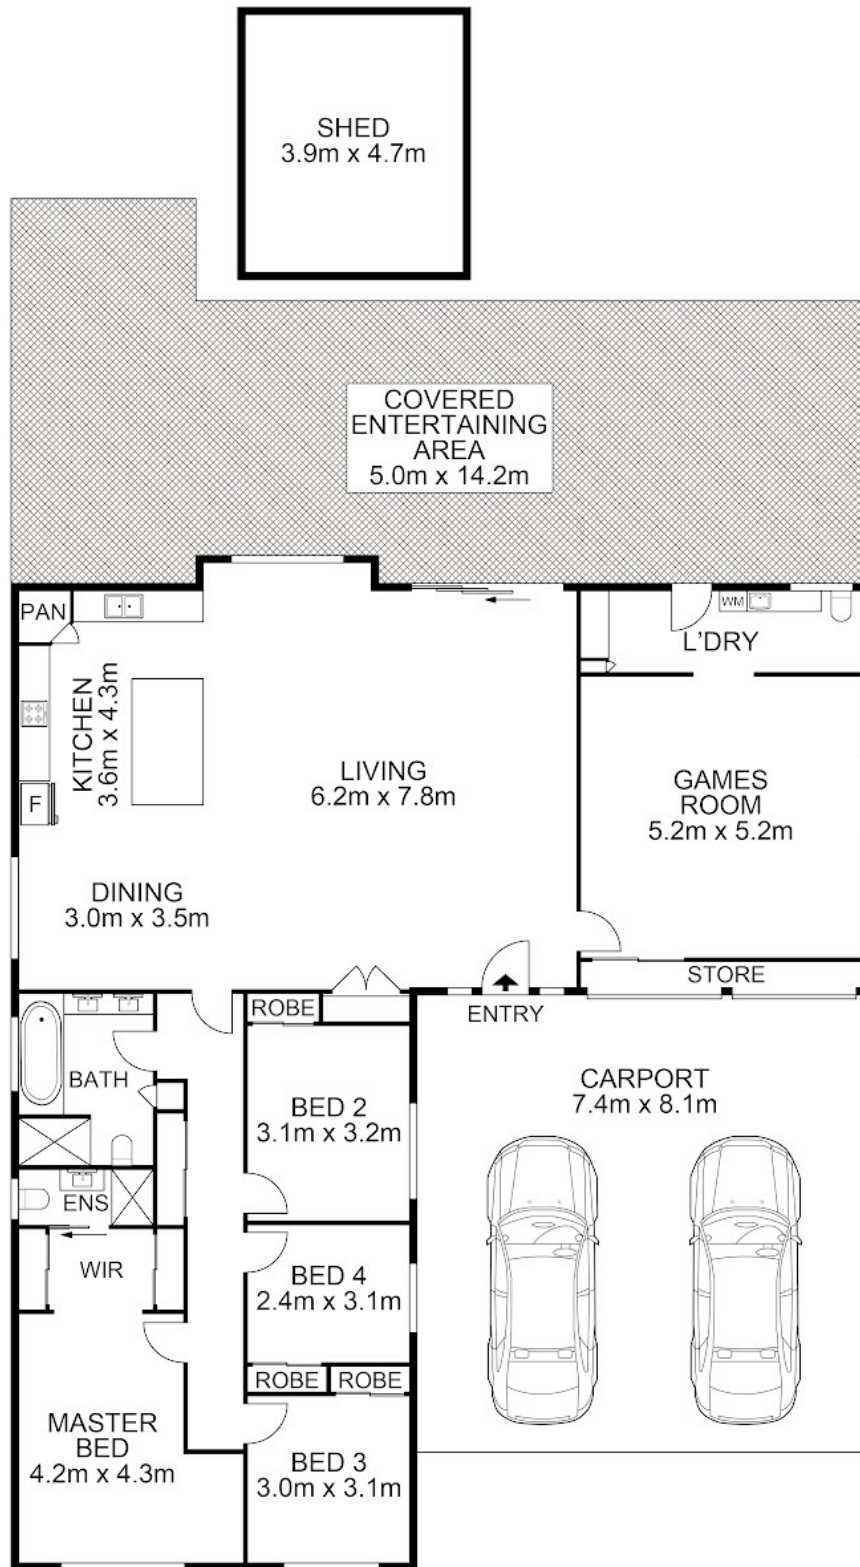 SHED
3.9m x 4.7m
COVERED
ENTERTAINING
AREA
5.0m x 14.2m
PAN
WM
L'DRY
KITCHEN
3.6m x 4.3m
F
LIVING
6.2m x 7.8m
GAMES
ROOM
5.2m x 5.2m
DINING
3.0m x 3.5m
STORE
ROBE
ENTRY
BATH
BED 2
3.1m x 3.2m
CARPORT
7.4m x 8.1m
ENS
WIR
BED 4
2.4m x 3.1m
ROBE
ROBE
MASTER
BED
4.2m x 4.3m
BED 3
3.0m x 3.1m